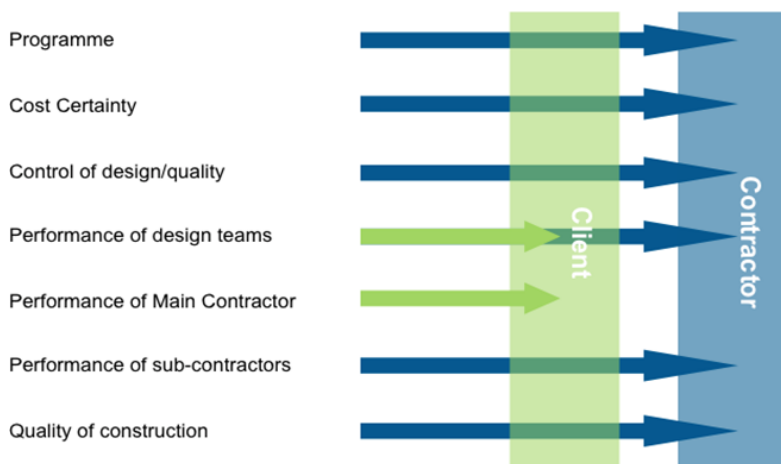 Programme
Cost Certainty
Control of design/quality
Performance of design teams
Performance of Main Contractor
Performance of sub-contractors
Quality of construction
Client
Contractor